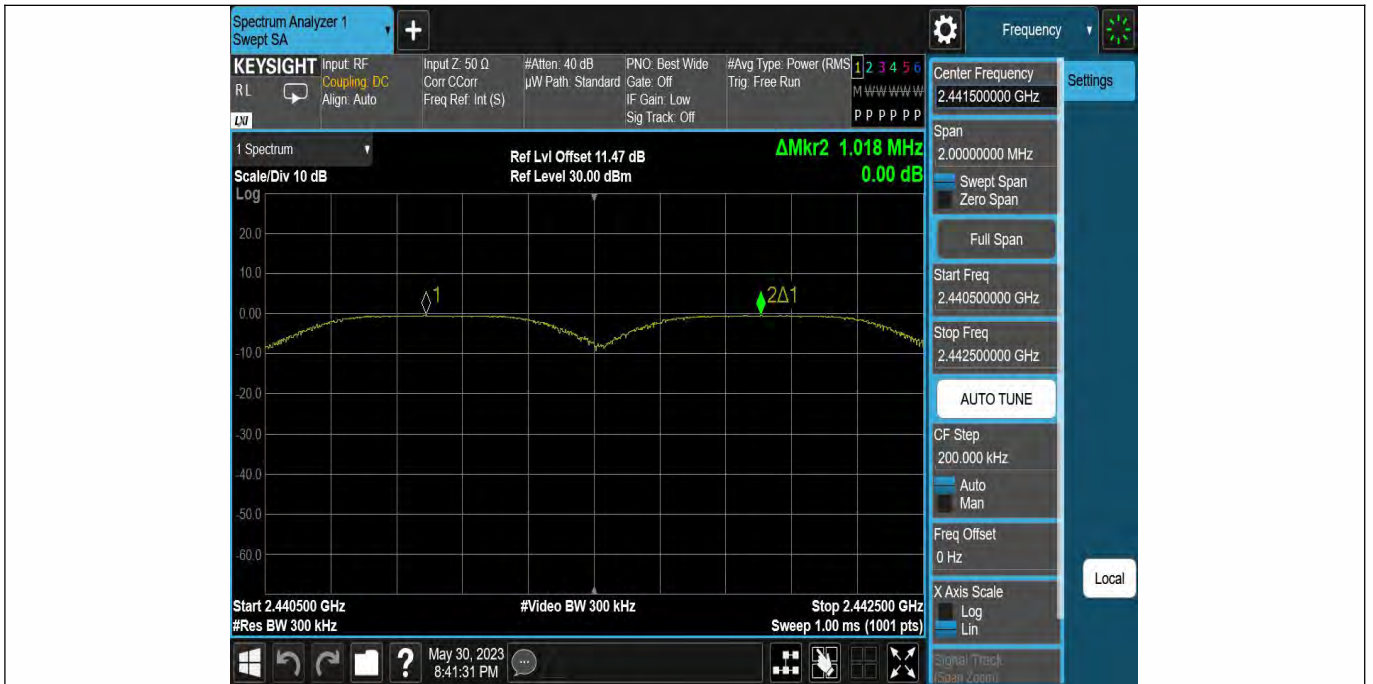 Spectrum Analyzer 1
Swept SA
+
Frequency
KEYSIGHT
RL
LXI
Input: RF
Coupling: DC
Align: Auto
Input Z: 50 Ω
Corr CCorr
Freq Ref: Int (S)
#Atten: 40 dB
µW Path: Standard
PNO: Best Wide
Gate: Off
IF Gain: Low
Sig Track: Off
#Avg Type: Power (RMS
Trig: Free Run
1 2 3 4 5 6
M W W W W W
P P P P P P
Center Frequency
2.441500000 GHz
Settings
Span
2.00000000 MHz
Swept Span
Zero Span
Full Span
Start Freq
2.440500000 GHz
Stop Freq
2.442500000 GHz
AUTO TUNE
CF Step
200.000 kHz
Auto
Man
Freq Offset
0 Hz
X Axis Scale
Log
Lin
Signal Track
(Span Zoom)
Local
1 Spectrum
Scale/Div 10 dB
Ref Lvl Offset 11.47 dB
Ref Level 30.00 dBm
ΔMkr2 1.018 MHz
0.00 dB
Log
20.0
10.0
0.00
-10.0
-20.0
-30.0
-40.0
-50.0
-60.0
1
2Δ1
Start 2.440500 GHz
#Res BW 300 kHz
#Video BW 300 kHz
Stop 2.442500 GHz
Sweep 1.00 ms (1001 pts)
?
May 30, 2023
8:41:31 PM